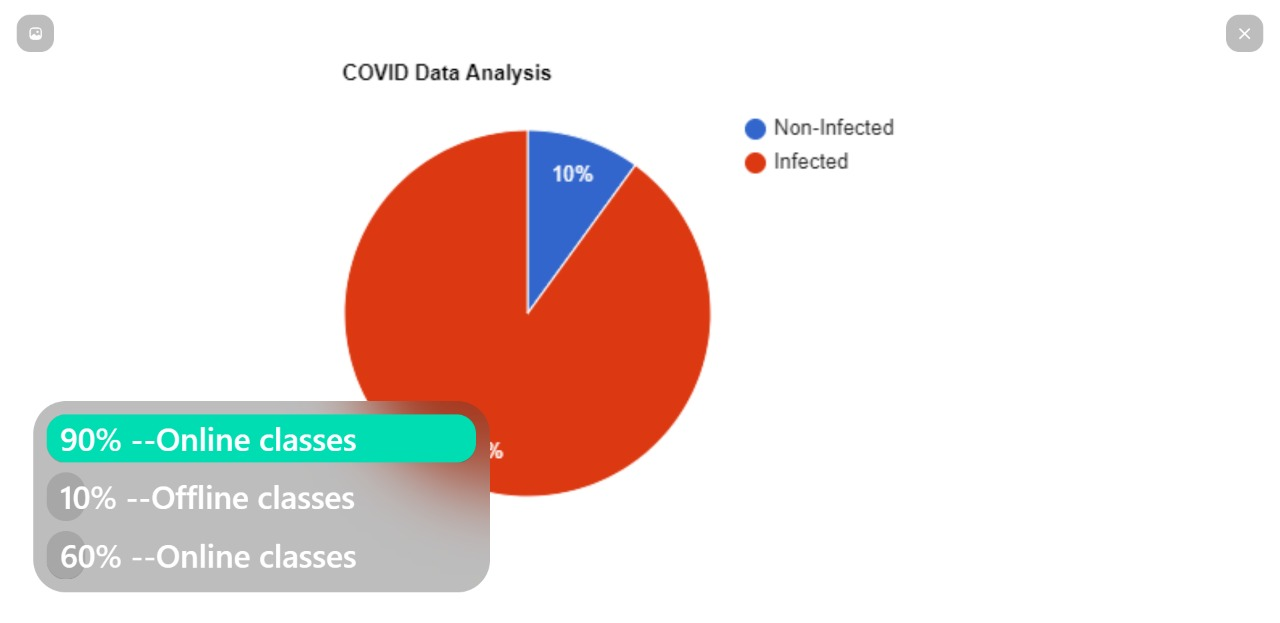 COVID Data Analysis
Non-Infected
Infected
10%
%
90% --Online classes
10% --Offline classes
60% --Online classes